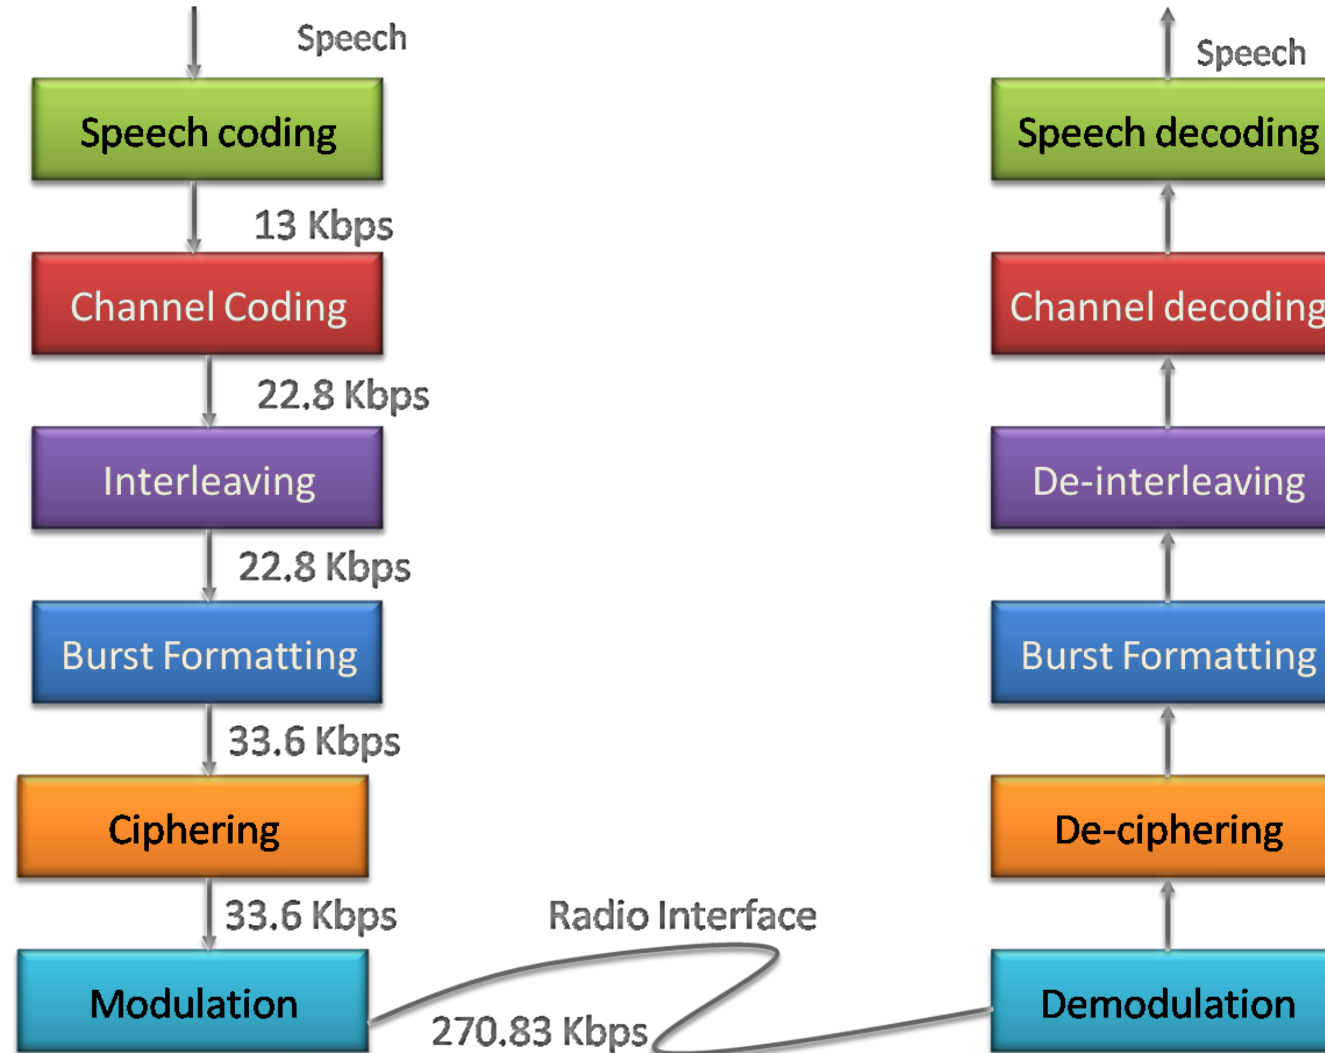 Speech
Speech coding
13 Kbps
Channel Coding
22.8 Kbps
Interleaving
22.8 Kbps
Burst Formatting
33.6 Kbps
Ciphering
33.6 Kbps
Modulation
Radio Interface
270.83 Kbps
Speech
Speech decoding
Channel decoding
De-interleaving
Burst Formatting
De-ciphering
Demodulation